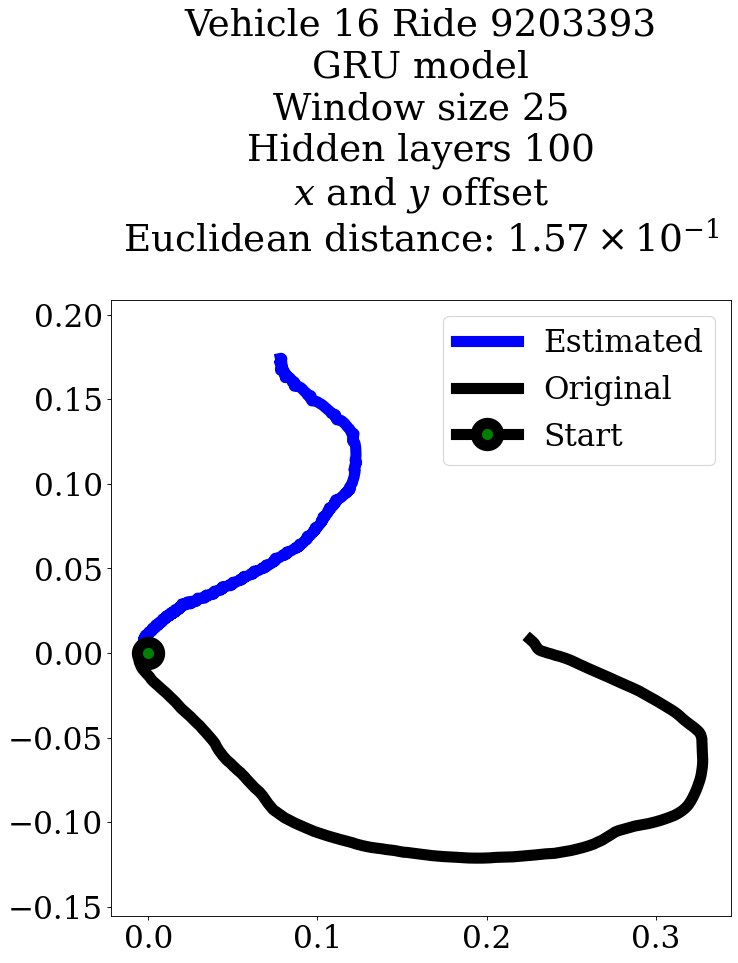 Vehicle 16 Ride 9203393
GRU model
Window size 25
Hidden layers 100
x and y offset
Euclidean distance: 1.57 × 10⁻¹
Estimated
Original
Start
0.20
0.15
0.10
0.05
0.00
−0.05
−0.10
−0.15
0.0 0.1 0.2 0.3